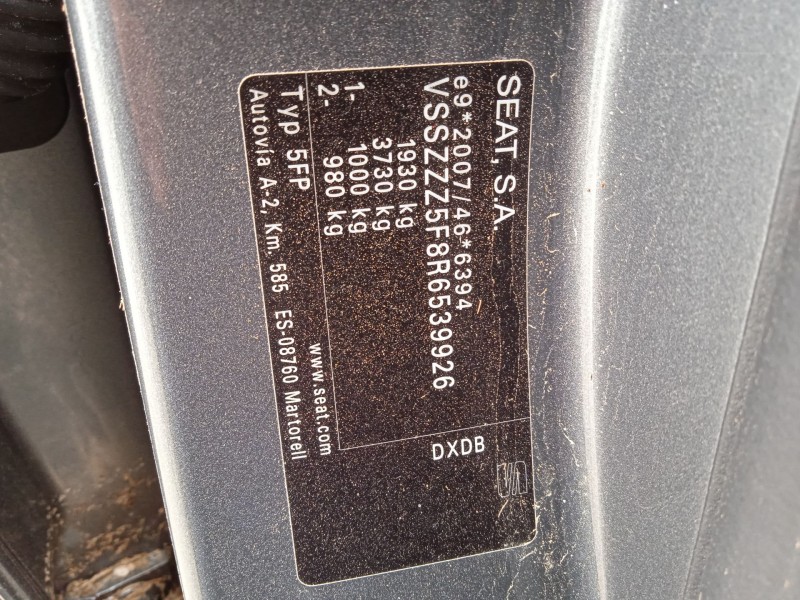 SEAT, S.A.
e9*2007/46*6394
VSSZZZ5F8R6539926
1930 kg
3730 kg
1- 1000 kg
2- 980 kg
DXDB
Typ 5FP
www.seat.com
Autovía A-2, Km. 585 ES-08760 Martorell